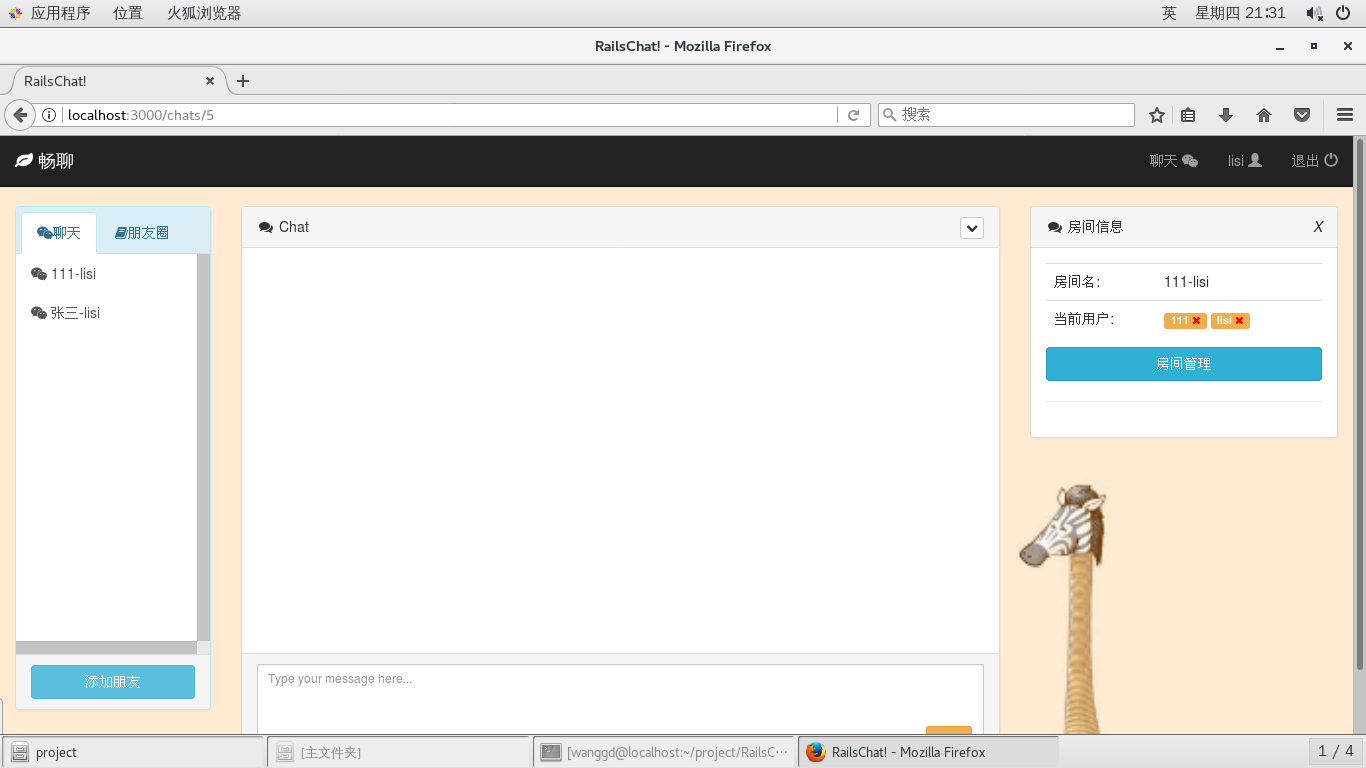 应用程序 位置 火狐浏览器 英 星期四 21:31
RailsChat! - Mozilla Firefox
RailsChat!
localhost:3000/chats/5 搜索
畅聊 聊天 lisi 退出
聊天 朋友圈
111-lisi
张三-lisi
添加朋友
Chat
Type your message here...
房间信息 X
房间名: 111-lisi
当前用户: 111 lisi
房间管理
project [主文件夹] [wanggd@localhost:~/project/RailsC··· RailsChat! - Mozilla Firefox 1 / 4